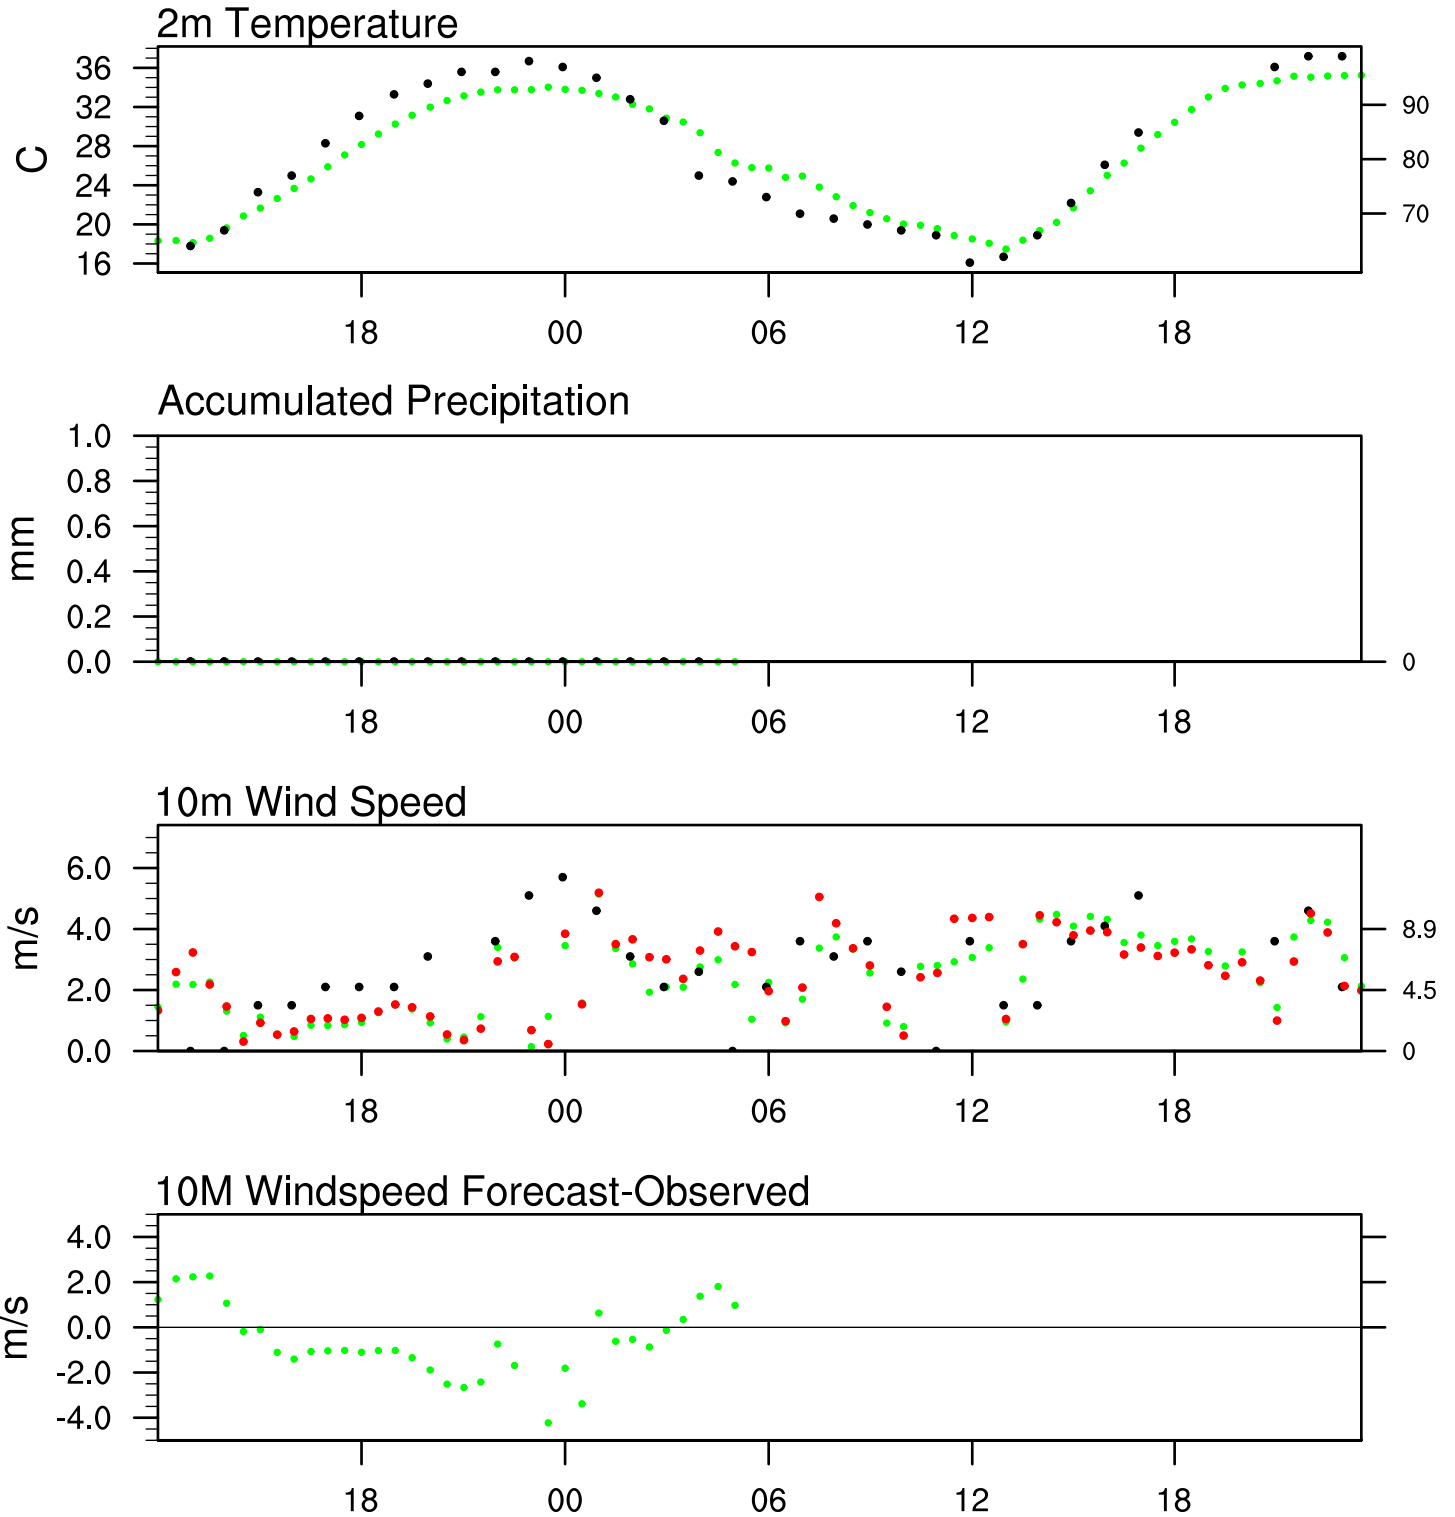 2m Temperature
36
32
28
24
20
16
C
90
80
70
18 00 06 12 18
Accumulated Precipitation
1.0
0.8
0.6
0.4
0.2
0.0
mm
0
18 00 06 12 18
10m Wind Speed
6.0
4.0
2.0
0.0
m/s
8.9
4.5
0
18 00 06 12 18
10M Windspeed Forecast-Observed
4.0
2.0
0.0
-2.0
-4.0
m/s
18 00 06 12 18